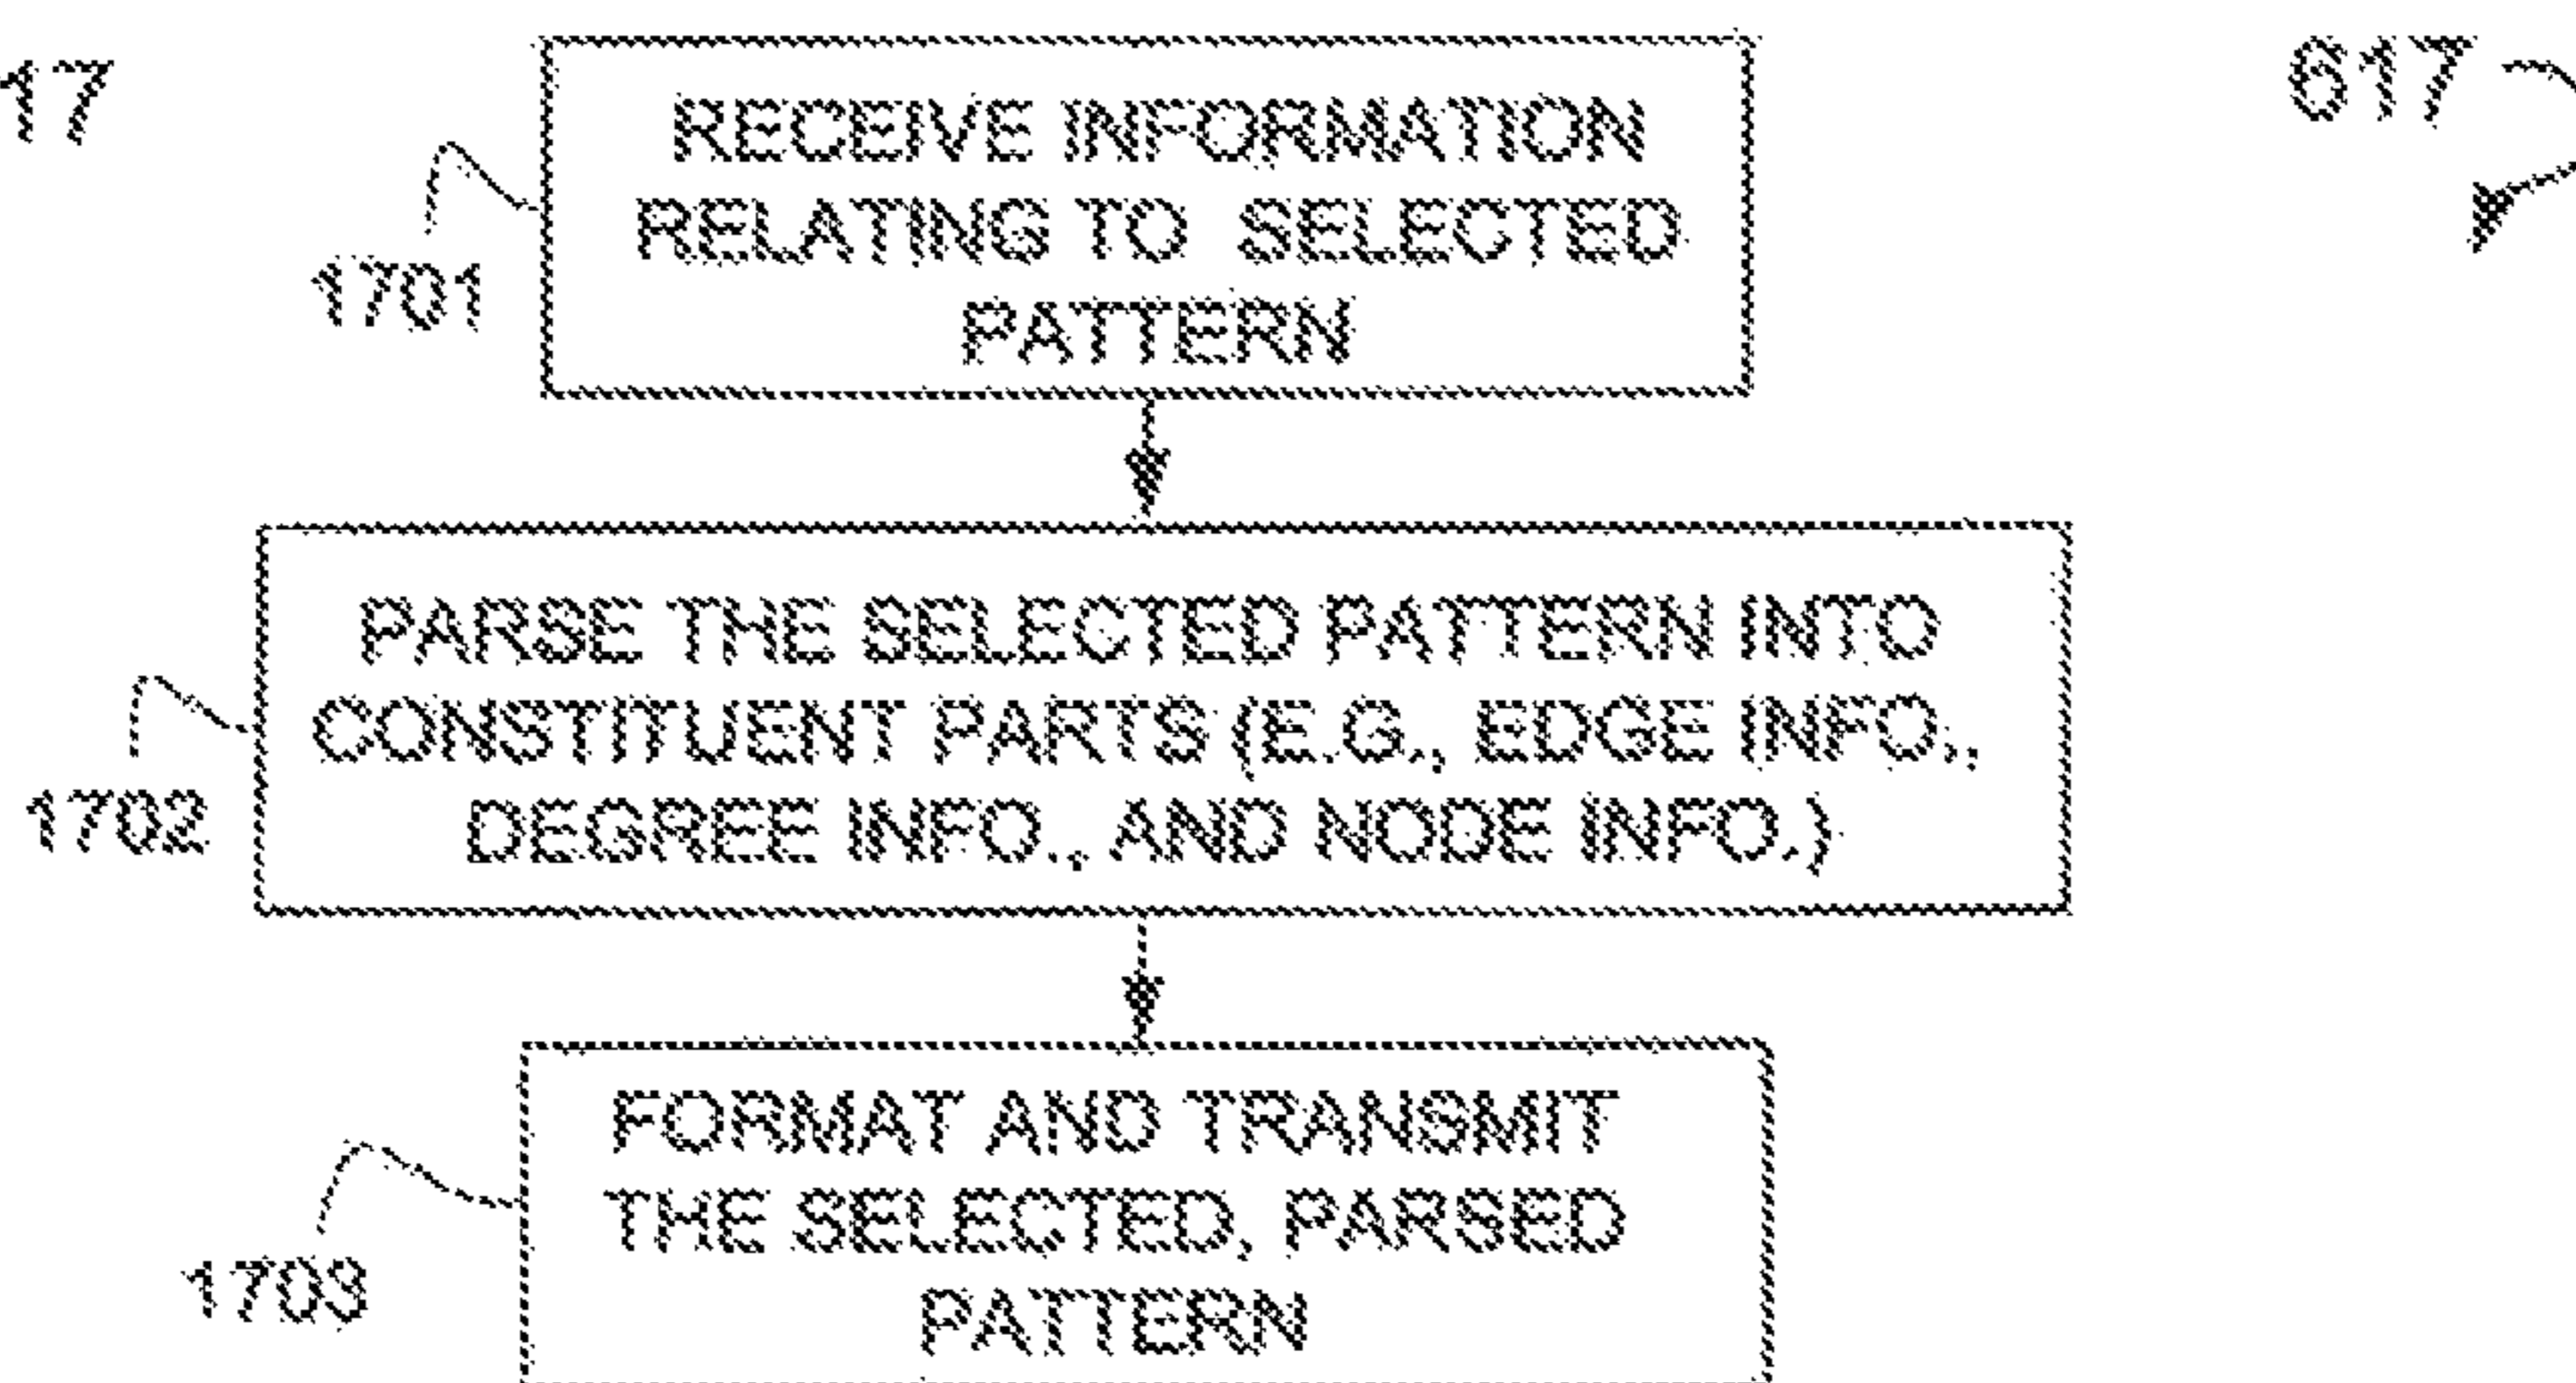 17
617
RECEIVE INFORMATION
RELATING TO SELECTED
PATTERN
1701
PARSE THE SELECTED PATTERN INTO
CONSTITUENT PARTS (E.G., EDGE INFO.,
DEGREE INFO., AND NODE INFO.)
1702
FORMAT AND TRANSMIT
THE SELECTED, PARSED
PATTERN
1703